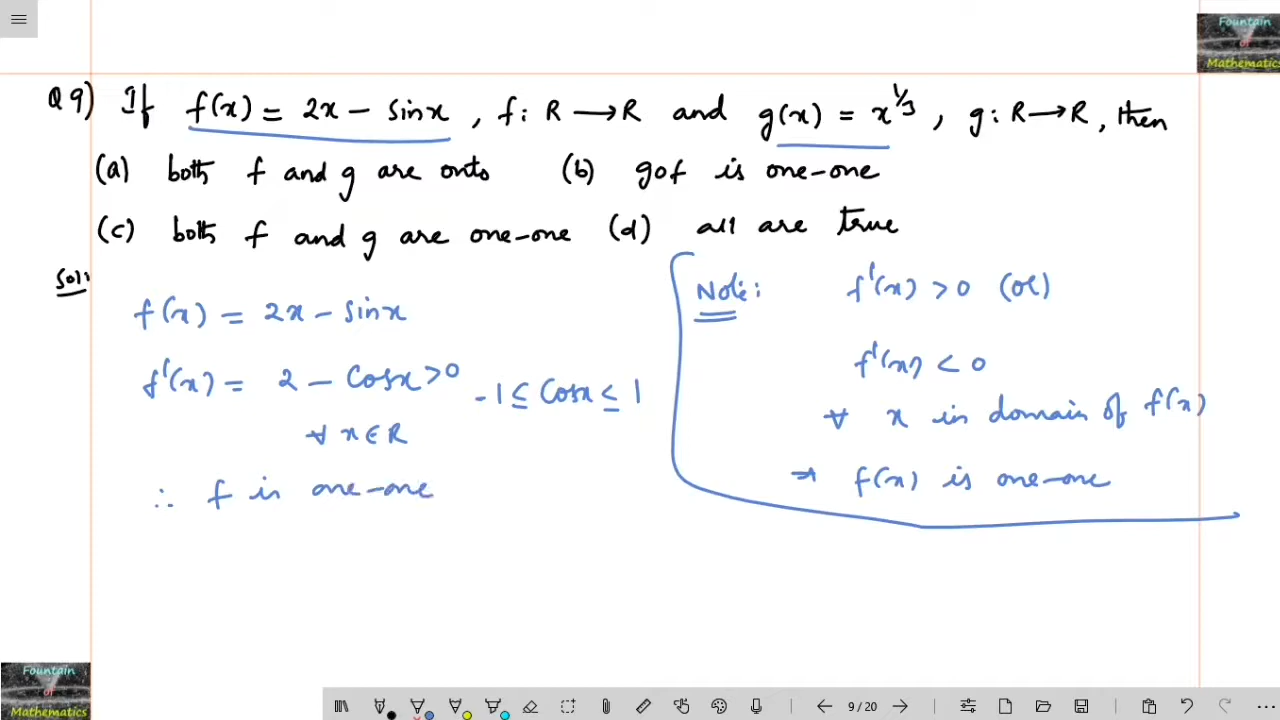 Fountain
of
Mathematics
Q9) If f(x) = 2x - sinx, f: R → R and g(x) = x^1/3, g: R → R, then
(a) both f and g are onto (b) gof is one-one
(c) both f and g are one-one (d) all are true
Sol:
f(x) = 2x - sinx
f'(x) = 2 - Cosx > 0 -1 ≤ Cosx ≤ 1
∀ x ∈ R
∴ f is one-one
Note: f'(x) > 0 (or)
f'(x) < 0
∀ x in domain of f(x)
⇒ f(x) is one-one
Fountain
of
Mathematics
9 / 20